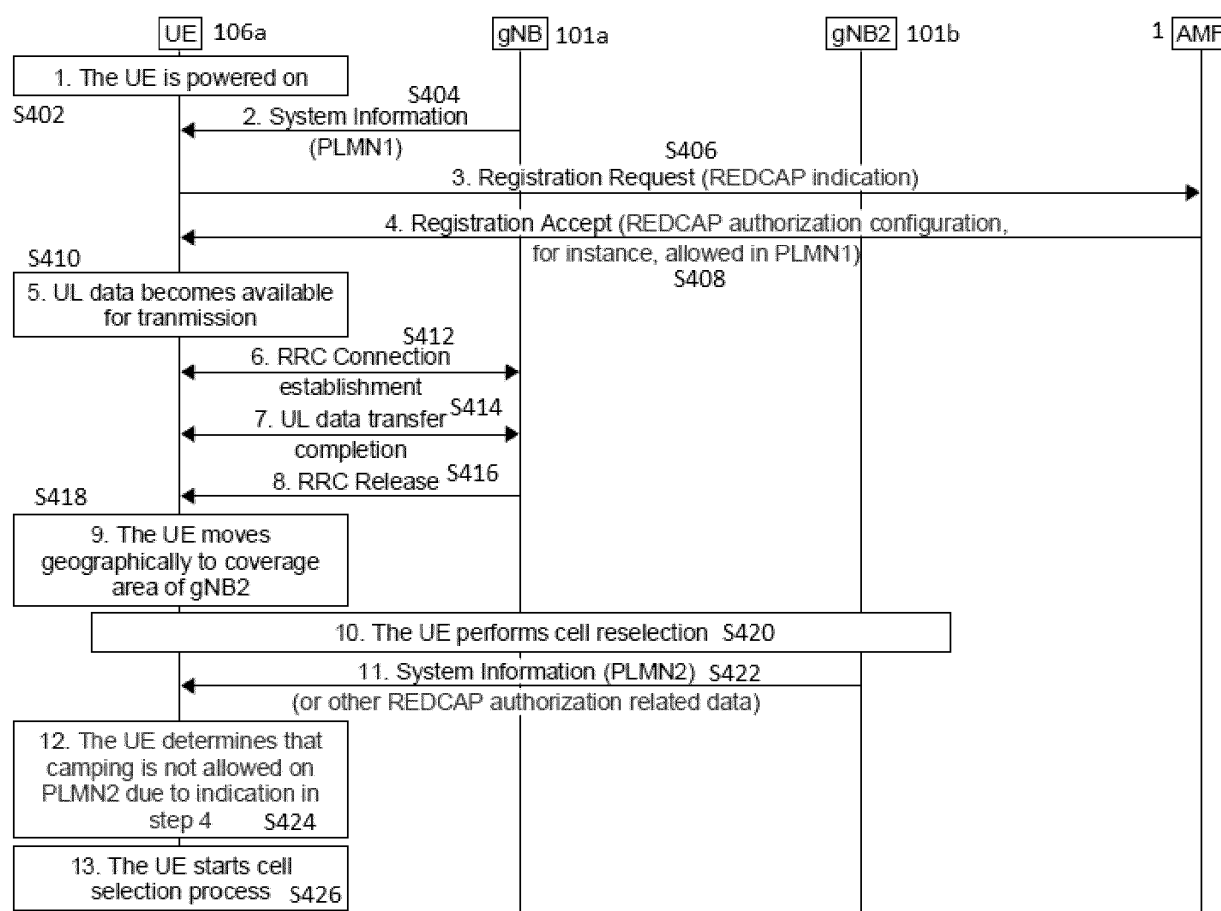 UE 106a gNB 101a gNB2 101b 1 AMF
1. The UE is powered on
S402
S404
2. System Information
(PLMN1)
S406
3. Registration Request (REDCAP indication)
4. Registration Accept (REDCAP authorization configuration,
for instance, allowed in PLMN1)
S408
S410
5. UL data becomes available
for tranmission
S412
6. RRC Connection
establishment
7. UL data transfer S414
completion
8. RRC Release S416
S418
9. The UE moves
geographically to coverage
area of gNB2
10. The UE performs cell reselection S420
11. System Information (PLMN2) S422
(or other REDCAP authorization related data)
12. The UE determines that
camping is not allowed on
PLMN2 due to indication in
step 4 S424
13. The UE starts cell
selection process S426